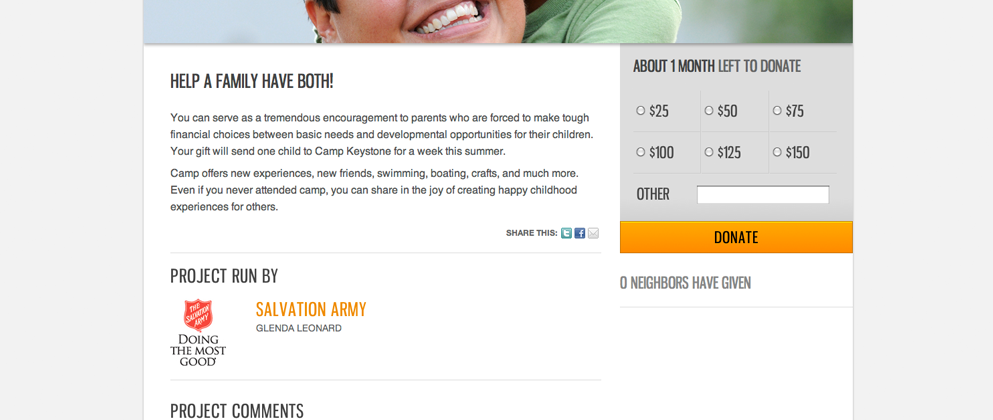 HELP A FAMILY HAVE BOTH!
You can serve as a tremendous encouragement to parents who are forced to make tough
financial choices between basic needs and developmental opportunities for their children.
Your gift will send one child to Camp Keystone for a week this summer.
Camp offers new experiences, new friends, swimming, boating, crafts, and much more.
Even if you never attended camp, you can share in the joy of creating happy childhood
experiences for others.
SHARE THIS:
PROJECT RUN BY
THE
SALVATION
ARMY
DOING
THE MOST
GOOD
SALVATION ARMY
GLENDA LEONARD
PROJECT COMMENTS
ABOUT 1 MONTH LEFT TO DONATE
$25 $50 $75
$100 $125 $150
OTHER
DONATE
0 NEIGHBORS HAVE GIVEN